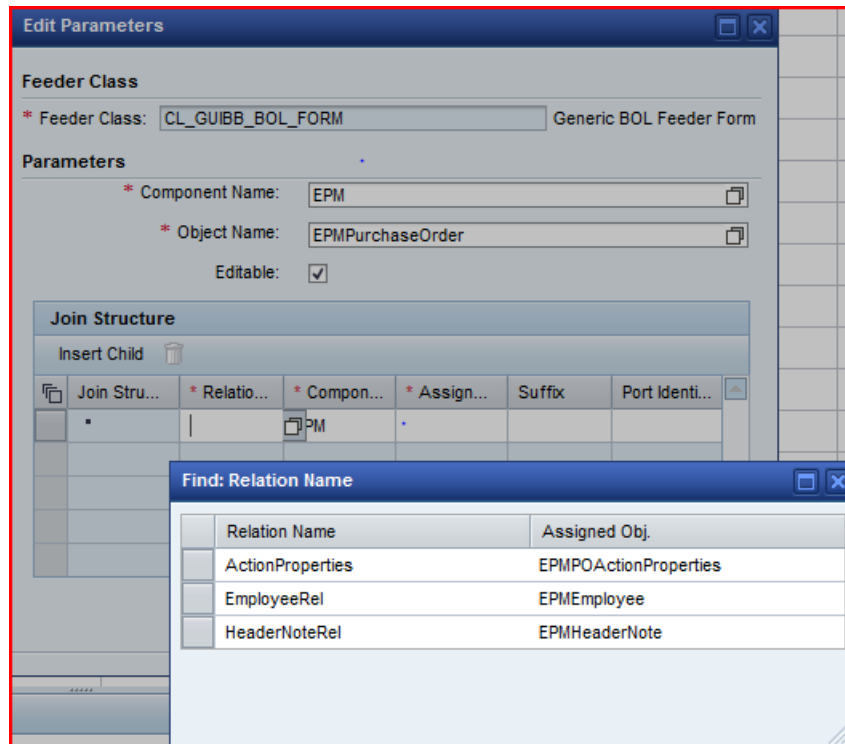 Edit Parameters
Feeder Class
* Feeder Class: CL_GUIBB_BOL_FORM Generic BOL Feeder Form
Parameters
* Component Name: EPM
* Object Name: EPMPurchaseOrder
Editable:
Join Structure
Insert Child
Join Stru... * Relatio... * Compon... * Assign... Suffix Port Identi...
PM
Find: Relation Name
Relation Name Assigned Obj.
ActionProperties EPMPOActionProperties
EmployeeRel EPMEmployee
HeaderNoteRel EPMHeaderNote